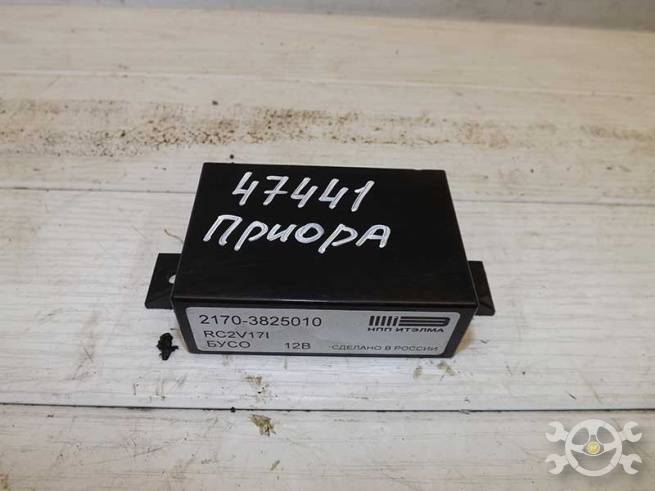 47441
Приора
2170-3825010
RC2V17I
БУСО 12В
НПП ИТЭЛМА
СДЕЛАНО В РОССИИ